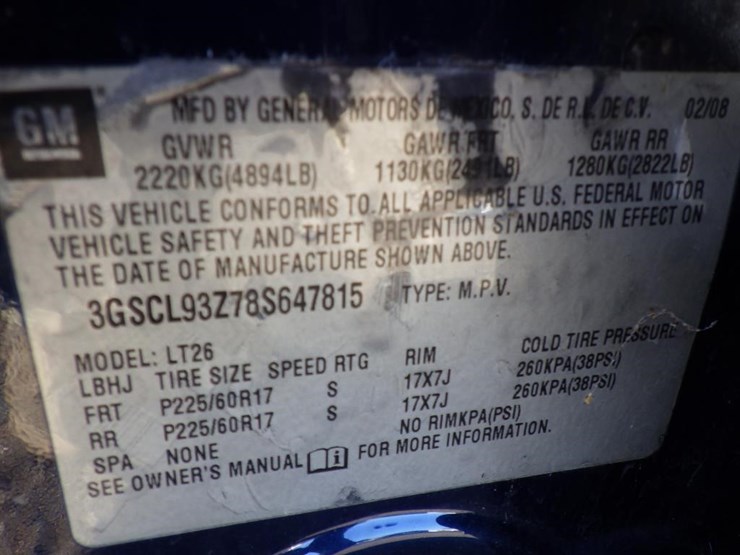 GM
MFD BY GENERAL MOTORS DE MEXICO, S. DE R.L. DE C.V. 02/08
GVWR GAWR FRT GAWR RR
2220KG(4894LB) 1130KG(2491LB) 1280KG(2822LB)
THIS VEHICLE CONFORMS TO ALL APPLICABLE U.S. FEDERAL MOTOR
VEHICLE SAFETY AND THEFT PREVENTION STANDARDS IN EFFECT ON
THE DATE OF MANUFACTURE SHOWN ABOVE.
3GSCL93Z78S647815 TYPE: M.P.V.
MODEL: LT26
LBHJ TIRE SIZE SPEED RTG RIM COLD TIRE PRESSURE
FRT P225/60R17 S 17X7J 260KPA(38PSI)
RR P225/60R17 S 17X7J 260KPA(38PSI)
SPA NONE NO RIMKPA(PSI)
SEE OWNER'S MANUAL i FOR MORE INFORMATION.